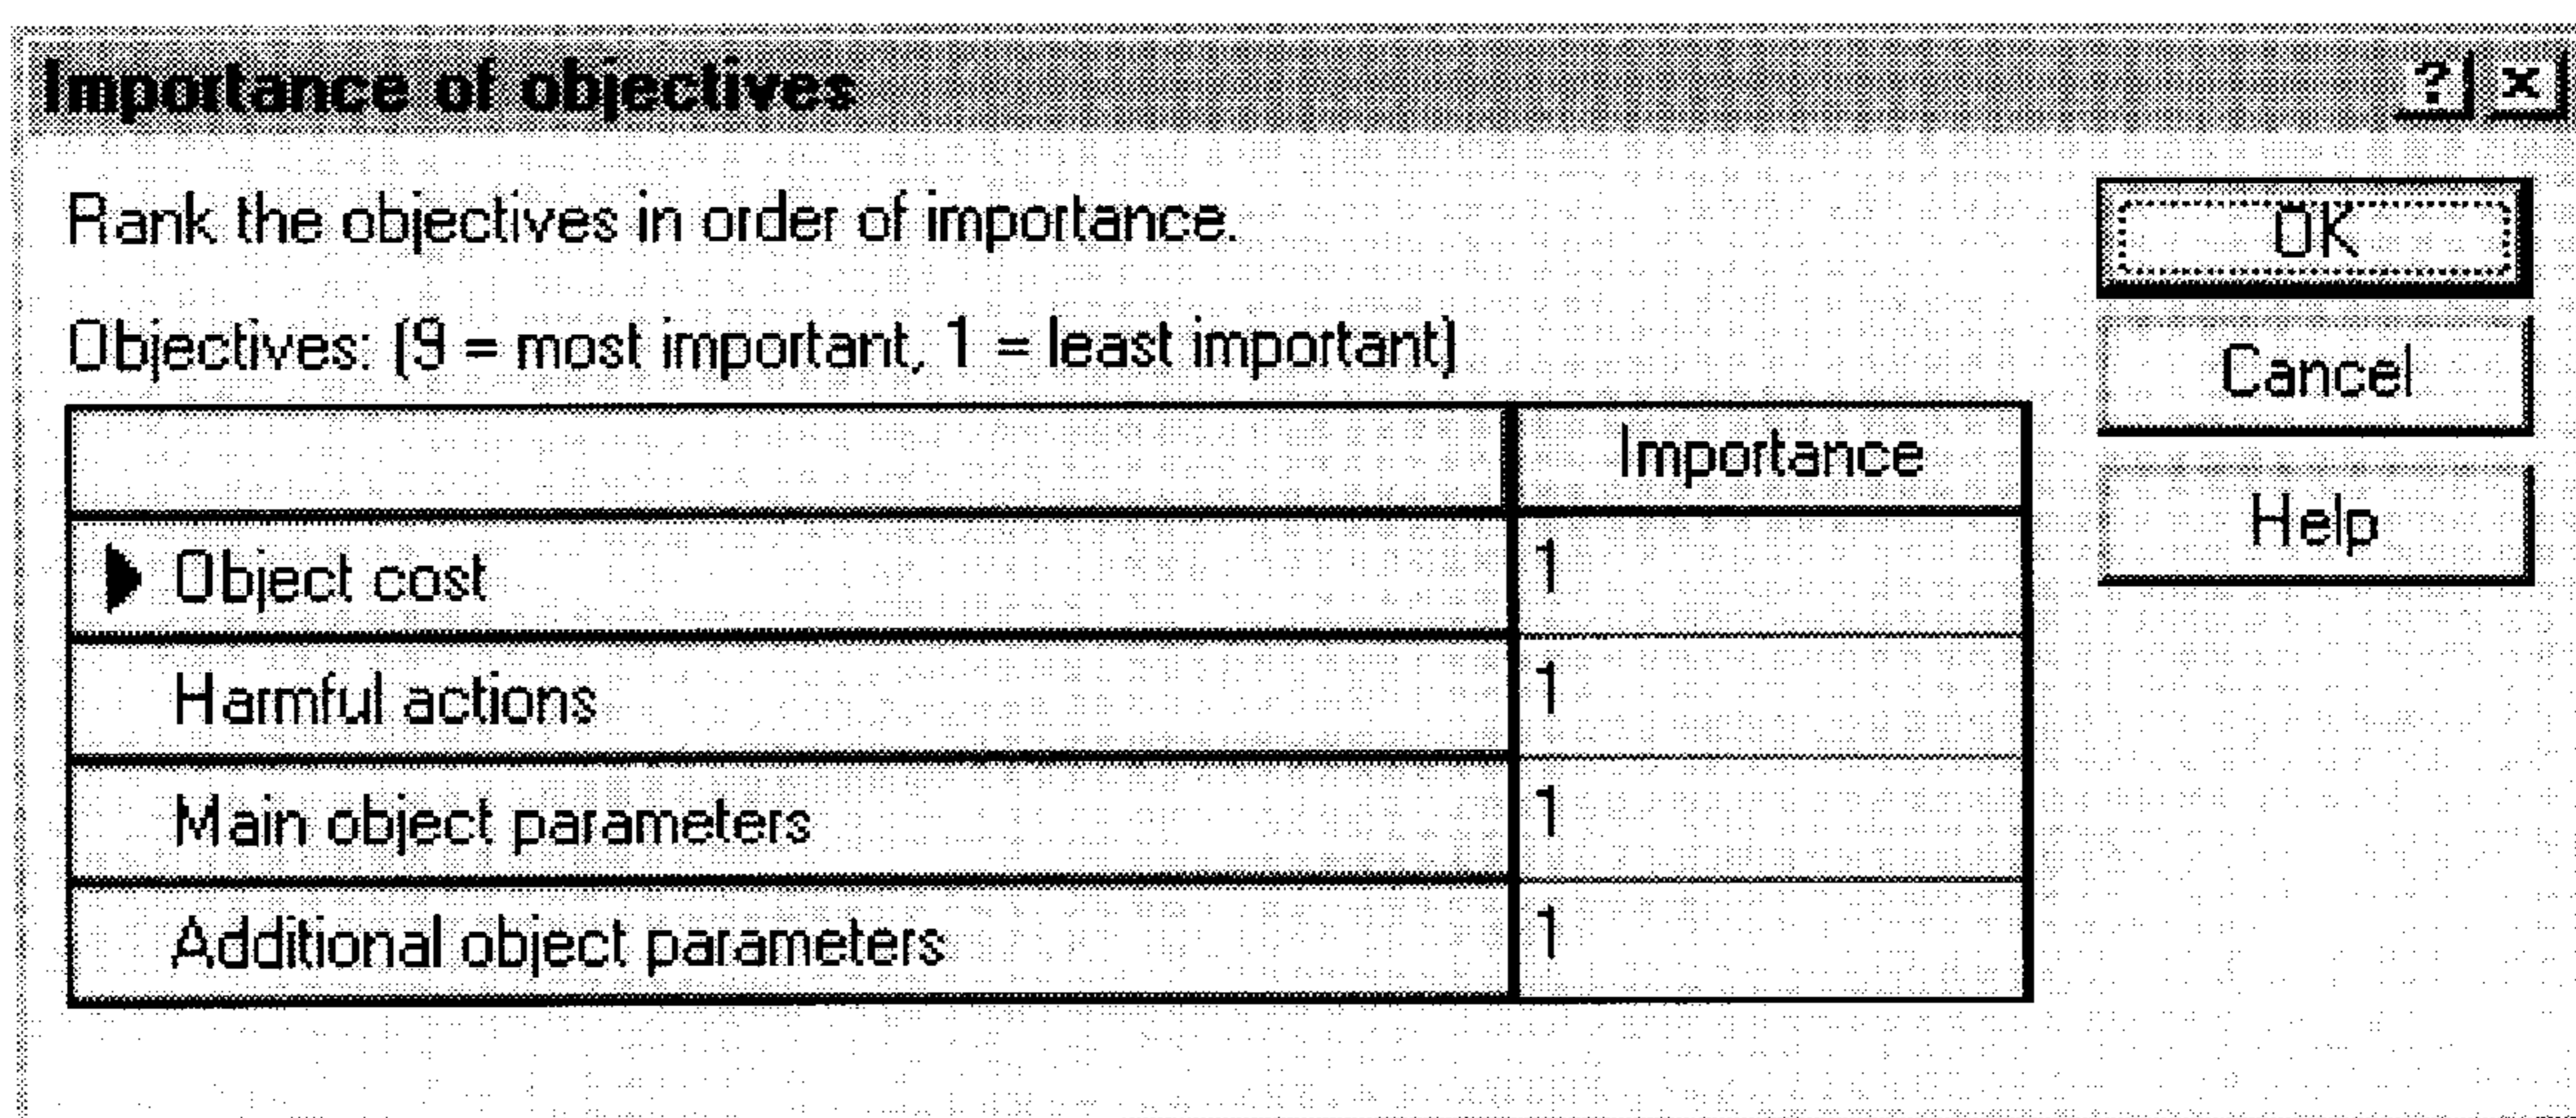 Importance of objectives ? x
Rank the objectives in order of importance.
OK
Objectives: (9 = most important, 1 = least important)
Cancel
Importance
Help
Object cost 1
Harmful actions 1
Main object parameters 1
Additional object parameters 1